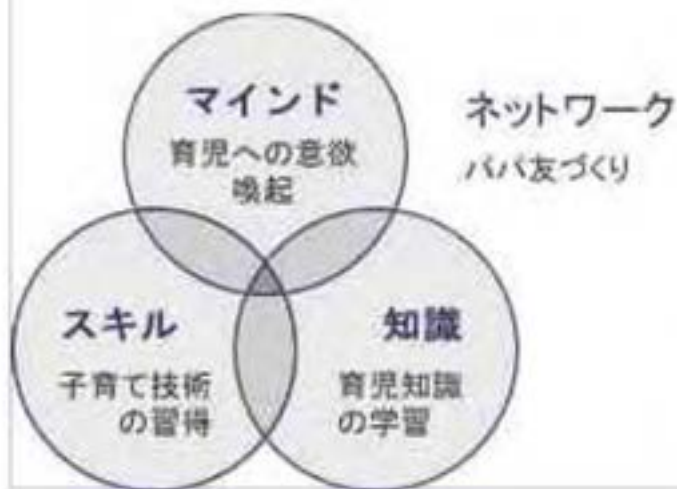 マインド
育児への意欲
喚起
ネットワーク
パパ友づくり
スキル
子育て技術
の習得
知識
育児知識
の学習